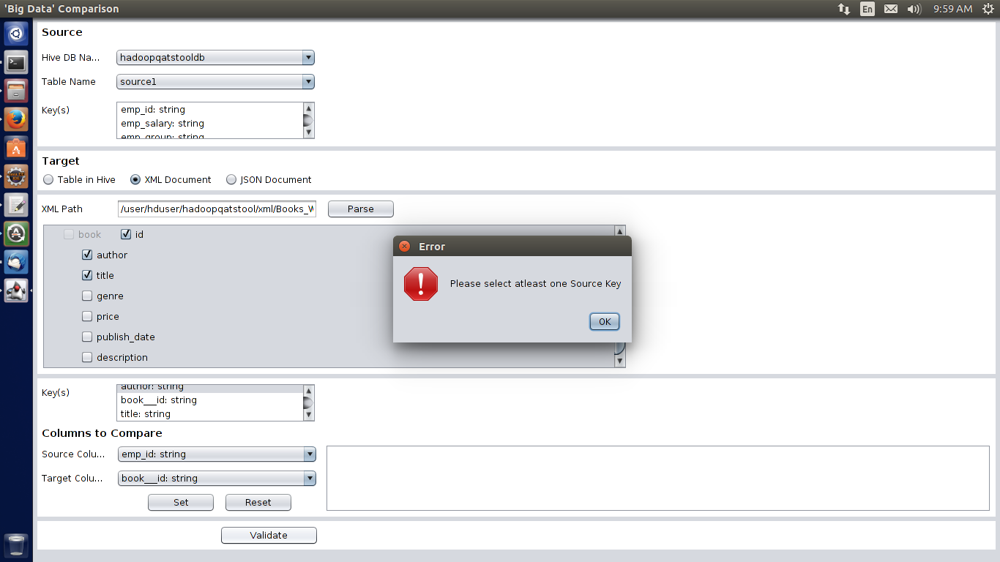 'Big Data' Comparison
En
9:59 AM
Source
Hive DB Na... hadoopqatstooldb
Table Name source1
Key(s) emp_id: string
emp_salary: string
emp_group: string
Target
Table in Hive XML Document JSON Document
XML Path /user/hduser/hadoopqatstool/xml/Books_W Parse
book id
author
title
genre
price
publish_date
description
Error
Please select atleast one Source Key
OK
Key(s) author: string
book___id: string
title: string
Columns to Compare
Source Colu... emp_id: string
Target Colu... book___id: string
Set Reset
Validate